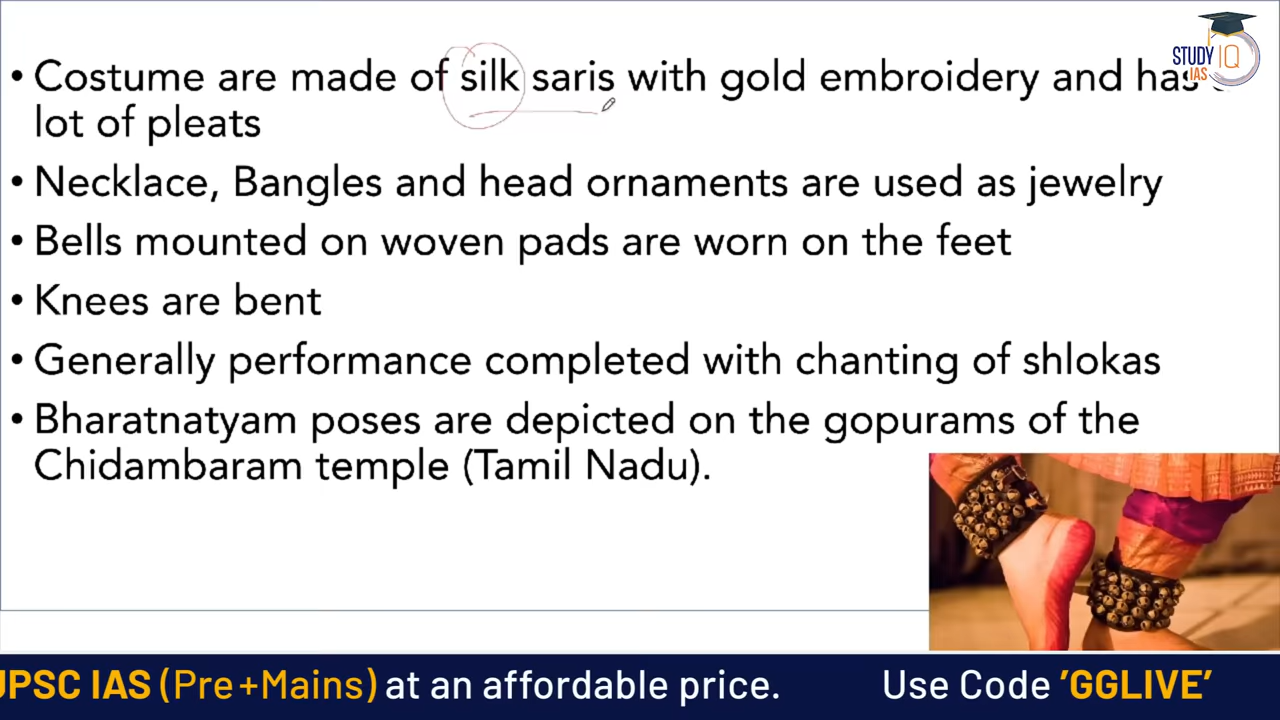 STUDY IQ
IAS
• Costume are made of silk saris with gold embroidery and has
lot of pleats
• Necklace, Bangles and head ornaments are used as jewelry
• Bells mounted on woven pads are worn on the feet
• Knees are bent
• Generally performance completed with chanting of shlokas
• Bharatnatyam poses are depicted on the gopurams of the
Chidambaram temple (Tamil Nadu).
UPSC IAS (Pre+Mains) at an affordable price. Use Code 'GGLIVE'